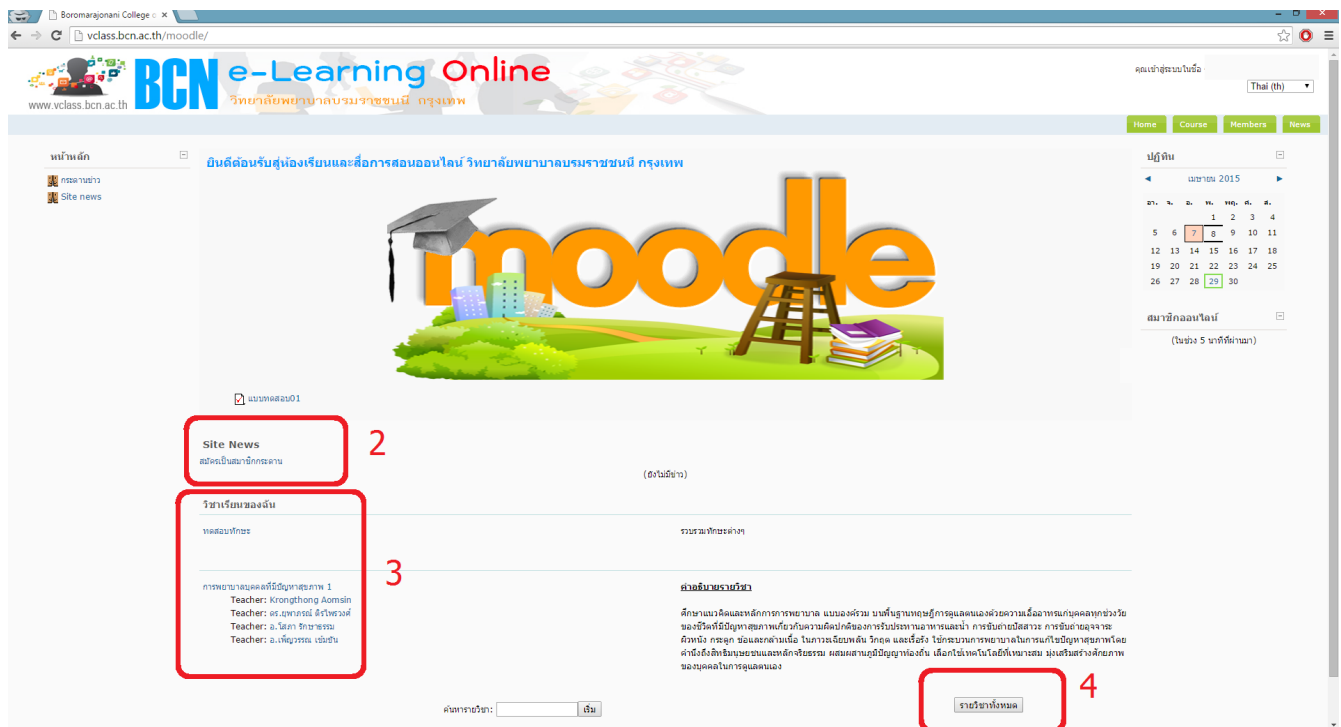 Boromarajonani College o
vclass.bcn.ac.th/moodle/
BCN e-Learning Online
วิทยาลัยพยาบาลบรมราชชนนี กรุงเทพ
www.vclass.bcn.ac.th
คุณเข้าสู่ระบบในชื่อ
Thai (th)
Home Course Members News
หน้าหลัก
กระดานข่าว
Site news
ยินดีต้อนรับสู่ห้องเรียนและสื่อการสอนออนไลน์ วิทยาลัยพยาบาลบรมราชชนนี กรุงเทพ
moodle
แบบทดสอบ01
ปฏิทิน
เมษายน 2015
อา. จ. อ. พ. พฤ. ศ. ส.
1 2 3 4
5 6 7 8 9 10 11
12 13 14 15 16 17 18
19 20 21 22 23 24 25
26 27 28 29 30
สมาชิกออนไลน์
(ในช่วง 5 นาทีที่ผ่านมา)
Site News
2
สมัครเป็นสมาชิกกระดาน
(ยังไม่มีข่าว)
วิชาเรียนของฉัน
ทดสอบทักษะ
รวบรวมทักษะต่างๆ
3
การพยาบาลบุคคลที่มีปัญหาสุขภาพ 1
Teacher: Krongthong Aomsin
Teacher: ดร.ยุพาภรณ์ ติรไพรวงศ์
Teacher: อ.โสภา รักษาธรรม
Teacher: อ.เพ็ญวรรณ เข่มขัน
คำอธิบายรายวิชา
ศึกษาแนวคิดและหลักการการพยาบาล แบบองค์รวม บนพื้นฐานทฤษฎีการดูแลตนเองด้วยความเอื้ออาทรแก่บุคคลทุกช่วงวัย
ของชีวิตที่มีปัญหาสุขภาพเกี่ยวกับความผิดปกติของการรับประทานอาหารและน้ำ การขับถ่ายปัสสาวะ การขับถ่ายอุจจาระ
ผิวหนัง กระดูก ข้อและกล้ามเนื้อ ในภาวะเฉียบพลัน วิกฤต และเรื้อรัง ใช้กระบวนการพยาบาลในการแก้ไขปัญหาสุขภาพโดย
คำนึงถึงสิทธิมนุษยชนและหลักจริยธรรม ผสมผสานภูมิปัญญาท้องถิ่น เลือกใช้เทคโนโลยีที่เหมาะสม มุ่งเสริมสร้างศักยภาพ
ของบุคคลในการดูแลตนเอง
4
ค้นหารายวิชา:
เริ่ม
รายวิชาทั้งหมด